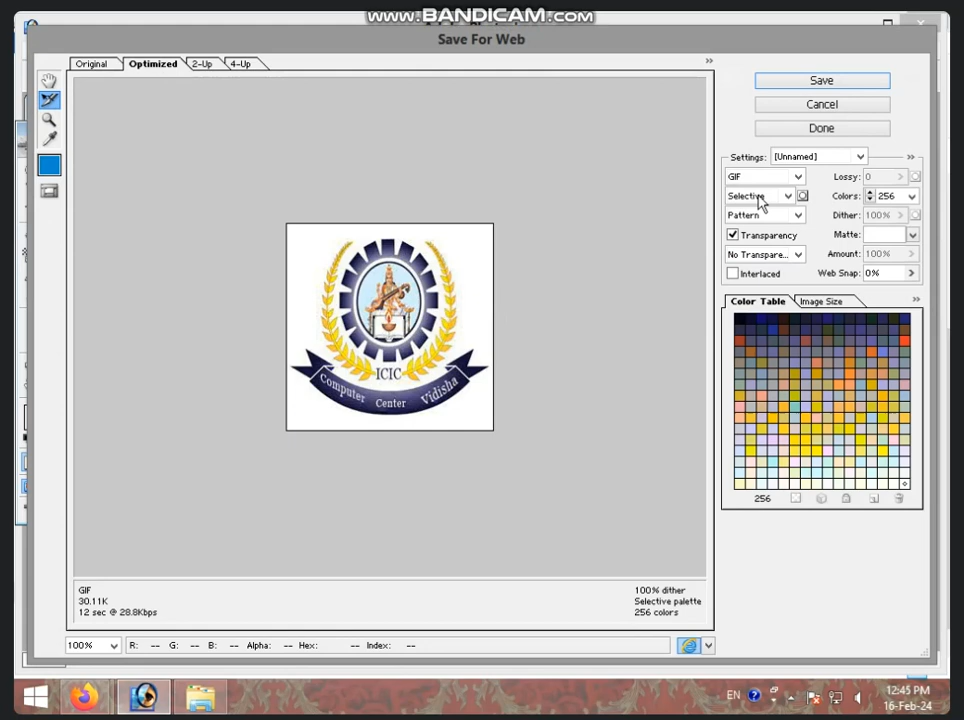 www.BANDICAM.com
Save For Web
Original
Optimized
2-Up
4-Up
Save
Cancel
Done
Settings: [Unnamed]
GIF
Lossy: 0
Selective
Colors: 256
Pattern
Dither: 100%
Transparency
Matte:
No Transpare...
Amount: 100%
Interlaced
Web Snap: 0%
Color Table
Image Size
256
ICIC
Computer Center Vidisha
GIF
30.11K
12 sec @ 28.8Kbps
100% dither
Selective palette
256 colors
100%
R: -- G: -- B: -- Alpha: -- Hex: -- Index: --
EN
12:45 PM
16-Feb-24